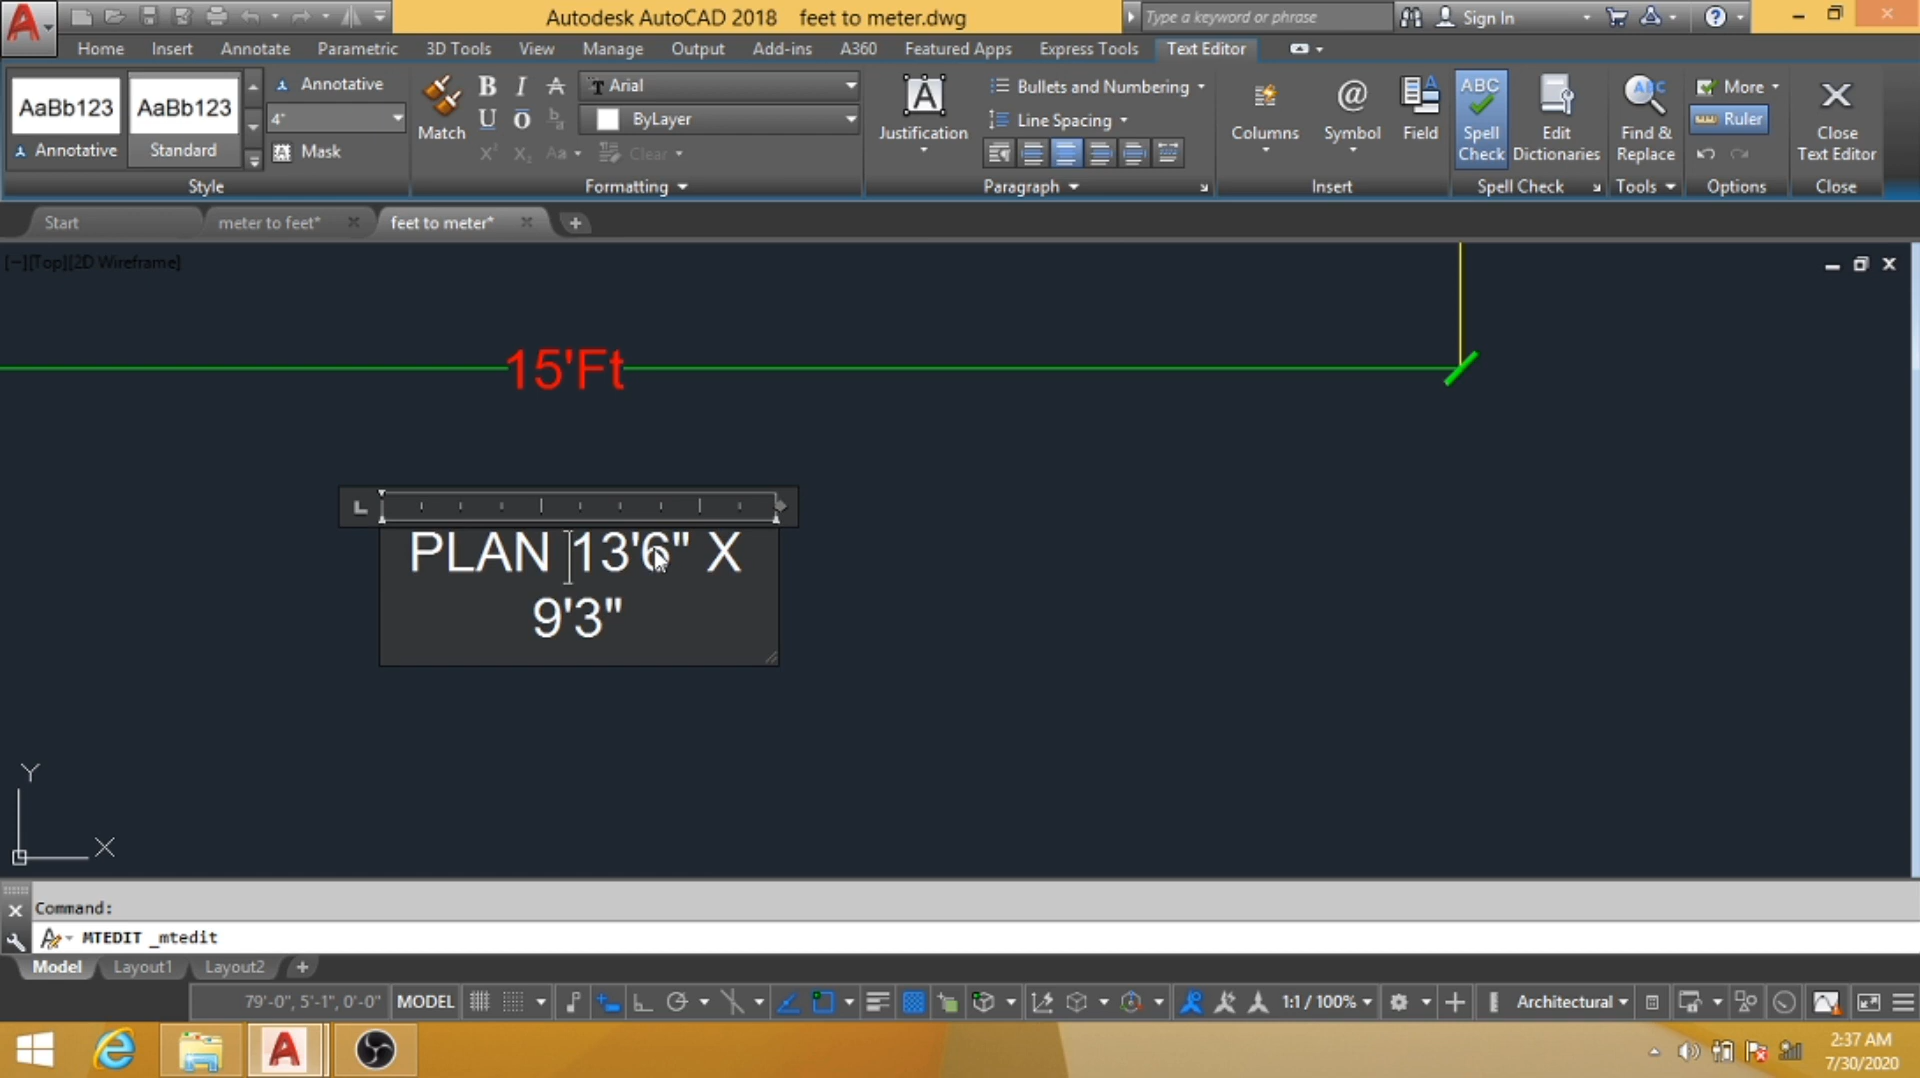 Autodesk AutoCAD 2018 feet to meter.dwg
Type a keyword or phrase
Sign In
Home Insert Annotate Parametric 3D Tools View Manage Output Add-ins A360 Featured Apps Express Tools Text Editor
AaBb123 AaBb123
Annotative Standard
Annotative
4"
Mask
Style
Match
B I A
U O
Arial
ByLayer
Clear
Formatting
Justification
Bullets and Numbering
Line Spacing
Paragraph
Columns Symbol Field
Insert
ABC
Spell Check
Edit Dictionaries
Spell Check
Find & Replace
Tools
More
Ruler
Options
Close Text Editor
Close
Start meter to feet* feet to meter*
[−][Top][2D Wireframe]
15'Ft
PLAN 13'6" X
9'3"
Y
X
Command:
MTEDIT _mtedit
Model Layout1 Layout2
79'-0", 5'-1", 0'-0" MODEL 1:1 / 100% Architectural
2:37 AM
7/30/2020